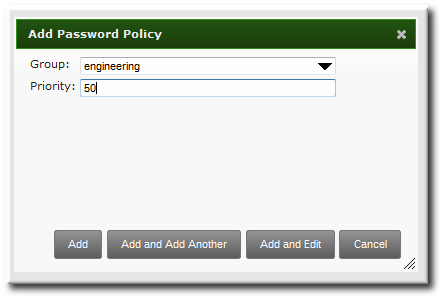 Add Password Policy
Group: engineering
Priority: 50
Add Add and Add Another Add and Edit Cancel